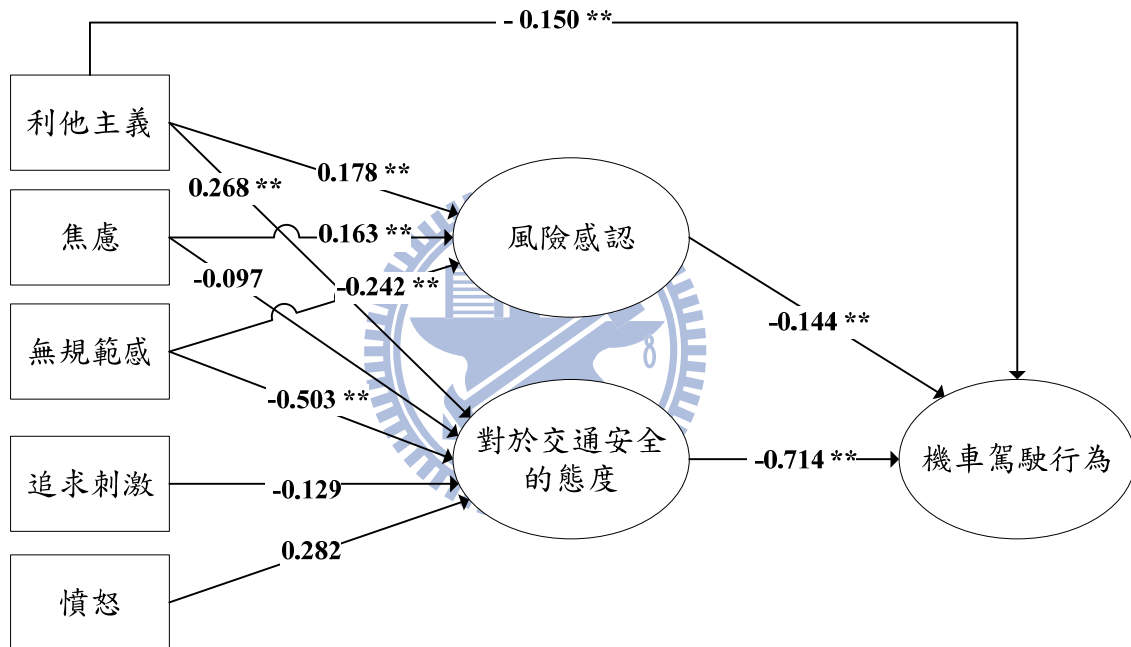 - 0.150 **
利他主義
0.178 **
0.268 **
焦慮
0.163 **
風險感認
-0.097
-0.242 **
無規範感
-0.144 **
-0.503 **
對於交通安全
的態度
-0.714 **
機車駕駛行為
追求刺激
-0.129
0.282
憤怒